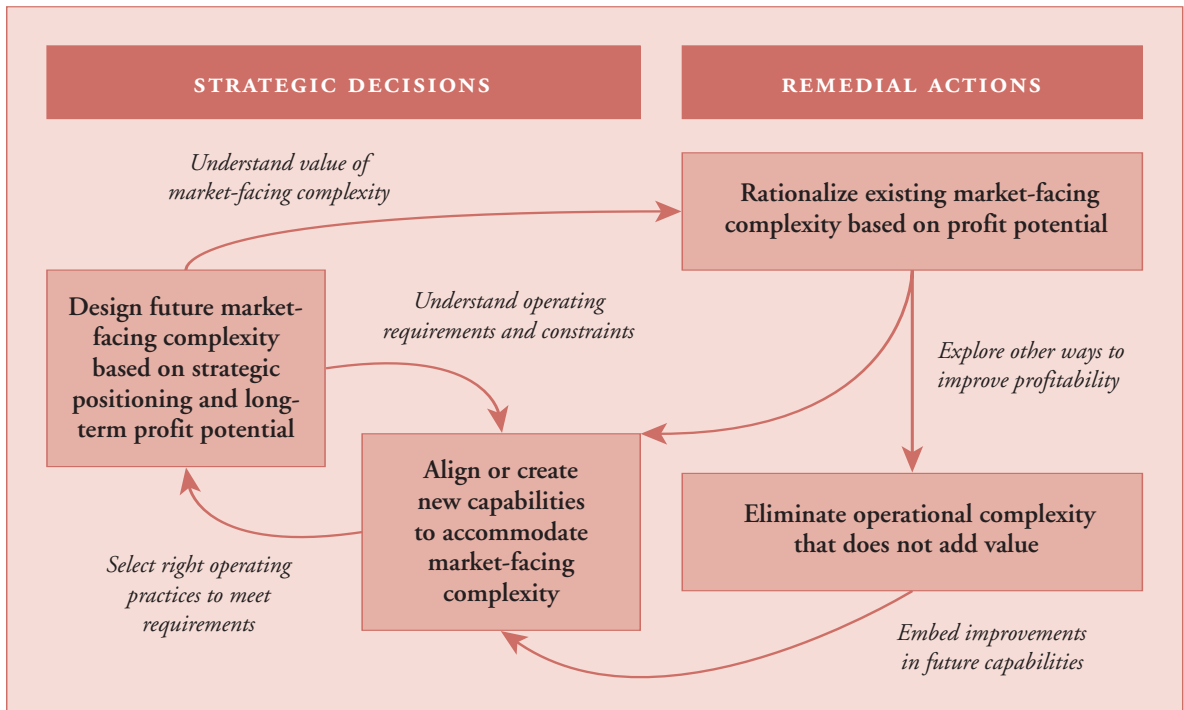 STRATEGIC DECISIONS
REMEDIAL ACTIONS
Understand value of
market-facing complexity
Rationalize existing market-facing
complexity based on profit potential
Design future market-
facing complexity
based on strategic
positioning and long-
term profit potential
Understand operating
requirements and constraints
Explore other ways to
improve profitability
Align or create
new capabilities
to accommodate
market-facing
complexity
Eliminate operational complexity
that does not add value
Select right operating
practices to meet
requirements
Embed improvements
in future capabilities